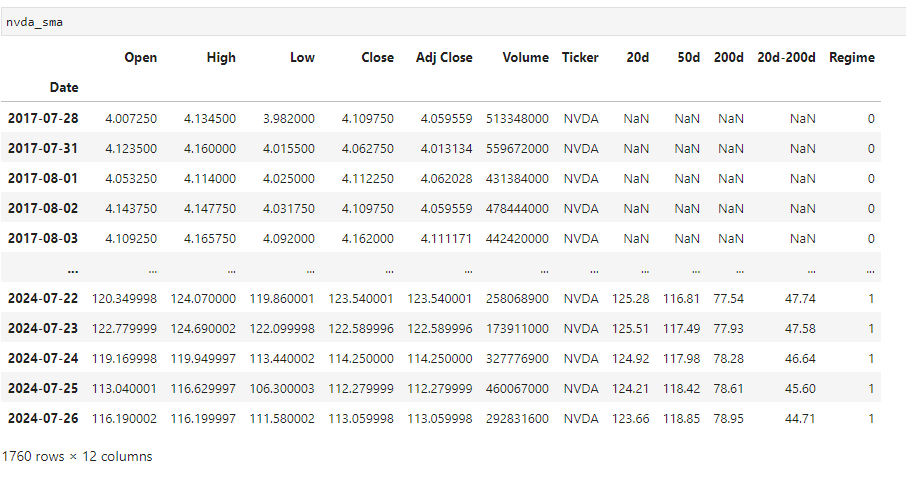 nvda_sma
Open High Low Close Adj Close Volume Ticker 20d 50d 200d 20d-200d Regime
Date
2017-07-28 4.007250 4.134500 3.982000 4.109750 4.059559 513348000 NVDA NaN NaN NaN NaN 0
2017-07-31 4.123500 4.160000 4.015500 4.062750 4.013134 559672000 NVDA NaN NaN NaN NaN 0
2017-08-01 4.053250 4.114000 4.025000 4.112250 4.062028 431384000 NVDA NaN NaN NaN NaN 0
2017-08-02 4.143750 4.147750 4.031750 4.109750 4.059559 478444000 NVDA NaN NaN NaN NaN 0
2017-08-03 4.109250 4.165750 4.092000 4.162000 4.111171 442420000 NVDA NaN NaN NaN NaN 0
... ... ... ... ... ... ... ... ... ... ... ... ...
2024-07-22 120.349998 124.070000 119.860001 123.540001 123.540001 258068900 NVDA 125.28 116.81 77.54 47.74 1
2024-07-23 122.779999 124.690002 122.099998 122.589996 122.589996 173911000 NVDA 125.51 117.49 77.93 47.58 1
2024-07-24 119.169998 119.949997 113.440002 114.250000 114.250000 327776900 NVDA 124.92 117.98 78.28 46.64 1
2024-07-25 113.040001 116.629997 106.300003 112.279999 112.279999 460067000 NVDA 124.21 118.42 78.61 45.60 1
2024-07-26 116.190002 116.199997 111.580002 113.059998 113.059998 292831600 NVDA 123.66 118.85 78.95 44.71 1
1760 rows × 12 columns